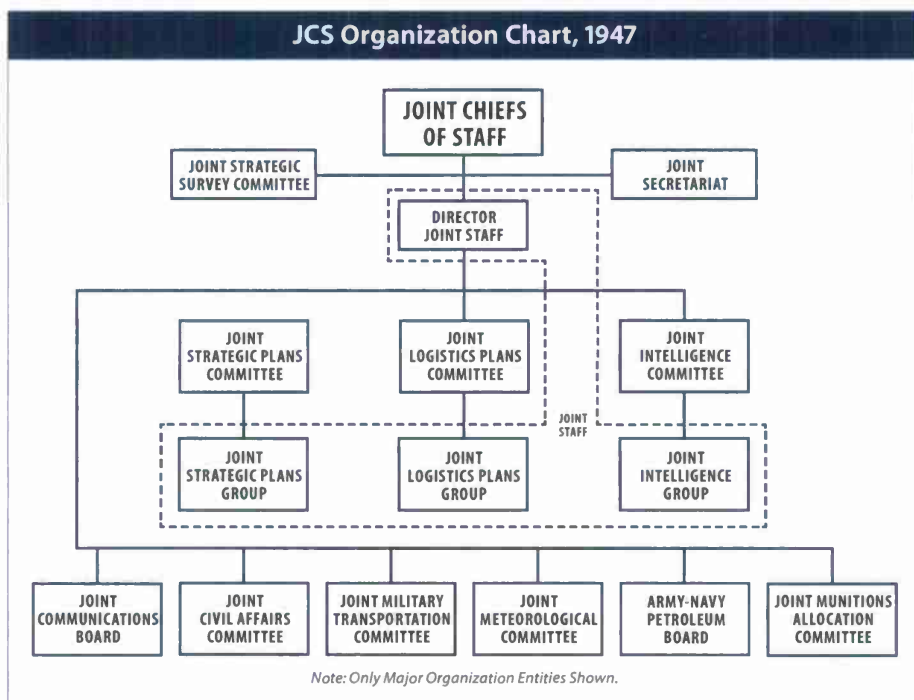 JCS Organization Chart, 1947
JOINT CHIEFS
OF STAFF
JOINT STRATEGIC
SURVEY COMMITTEE
JOINT
SECRETARIAT
DIRECTOR
JOINT STAFF
JOINT
STRATEGIC PLANS
COMMITTEE
JOINT
LOGISTICS PLANS
COMMITTEE
JOINT
INTELLIGENCE
COMMITTEE
JOINT
STAFF
JOINT
STRATEGIC PLANS
GROUP
JOINT
LOGISTICS PLANS
GROUP
JOINT
INTELLIGENCE
GROUP
JOINT
COMMUNICATIONS
BOARD
JOINT
CIVIL AFFAIRS
COMMITTEE
JOINT MILITARY
TRANSPORTATION
COMMITTEE
JOINT
METEOROLOGICAL
COMMITTEE
ARMY-NAVY
PETROLEUM
BOARD
JOINT MUNITIONS
ALLOCATION
COMMITTEE
Note: Only Major Organization Entities Shown.